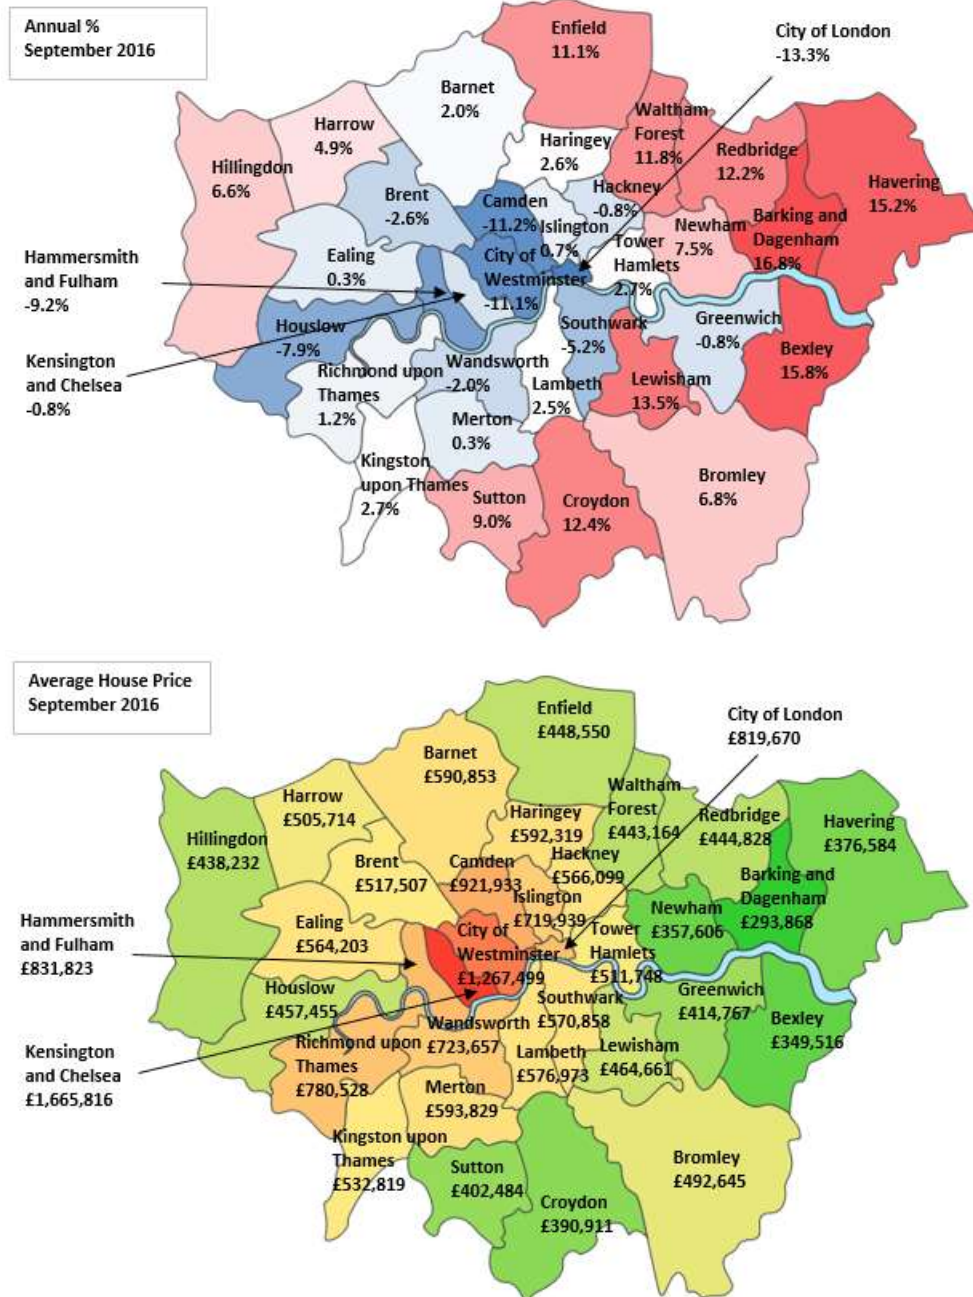 Annual %
September 2016
Enfield
11.1%
City of London
-13.3%
Barnet
2.0%
Harrow
4.9%
Waltham
Forest
11.8%
Haringey
2.6%
Redbridge
12.2%
Hillingdon
6.6%
Havering
15.2%
Brent
-2.6%
Camden
-11.2%
Hackney
-0.8%
Islington
0.7%
Newham
7.5%
Barking and
Dagenham
16.8%
Hammersmith
and Fulham
-9.2%
Ealing
0.3%
City of
Westminster
-11.1%
Tower
Hamlets
2.7%
Houslow
-7.9%
Southwark
-5.2%
Greenwich
-0.8%
Kensington
and Chelsea
-0.8%
Richmond upon
Thames
1.2%
Wandsworth
-2.0%
Lambeth
2.5%
Lewisham
13.5%
Bexley
15.8%
Merton
0.3%
Kingston
upon Thames
2.7%
Sutton
9.0%
Croydon
12.4%
Bromley
6.8%
Average House Price
September 2016
Enfield
£448,550
City of London
£819,670
Barnet
£590,853
Harrow
£505,714
Waltham
Forest
£443,164
Haringey
£592,319
Redbridge
£444,828
Havering
£376,584
Hillingdon
£438,232
Brent
£517,507
Camden
£921,933
Hackney
£566,099
Islington
£719,939
Barking and
Dagenham
£293,868
Newham
£357,606
Hammersmith
and Fulham
£831,823
Ealing
£564,203
City of
Westminster
£1,267,499
Tower
Hamlets
£511,748
Houslow
£457,455
Southwark
£570,858
Greenwich
£414,767
Bexley
£349,516
Kensington
and Chelsea
£1,665,816
Richmond upon
Thames
£780,528
Wandsworth
£723,657
Lambeth
£576,973
Lewisham
£464,661
Merton
£593,829
Kingston upon
Thames
£532,819
Sutton
£402,484
Croydon
£390,911
Bromley
£492,645